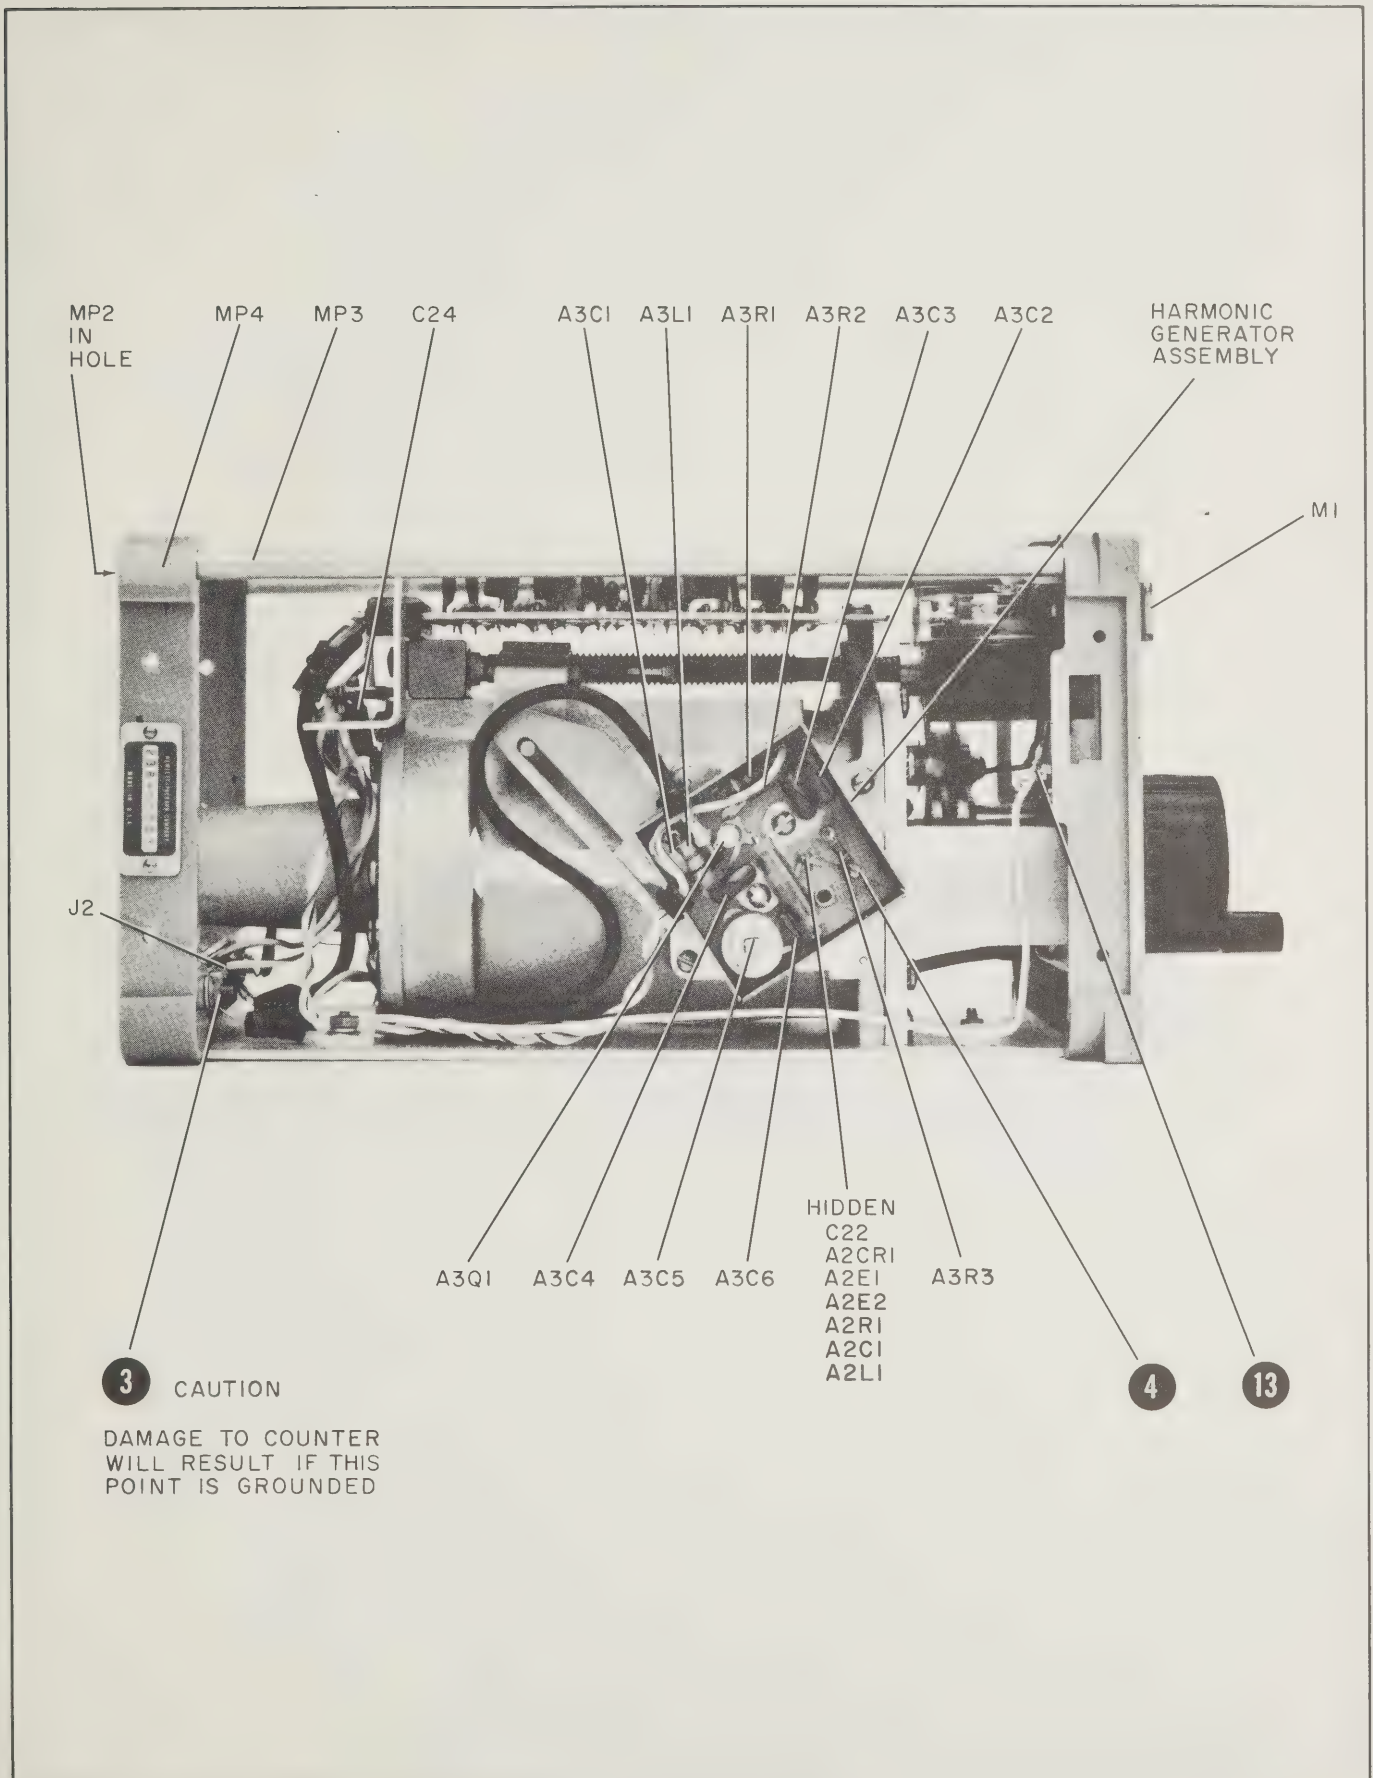 MP2
IN
HOLE
MP4
MP3
C24
A3C1
A3L1
A3R1
A3R2
A3C3
A3C2
HARMONIC
GENERATOR
ASSEMBLY
M1
J2
A3Q1
A3C4
A3C5
A3C6
HIDDEN
C22
A2CR1
A2E1
A2E2
A2R1
A2C1
A2L1
A3R3
3 CAUTION
DAMAGE TO COUNTER
WILL RESULT IF THIS
POINT IS GROUNDED
4
13